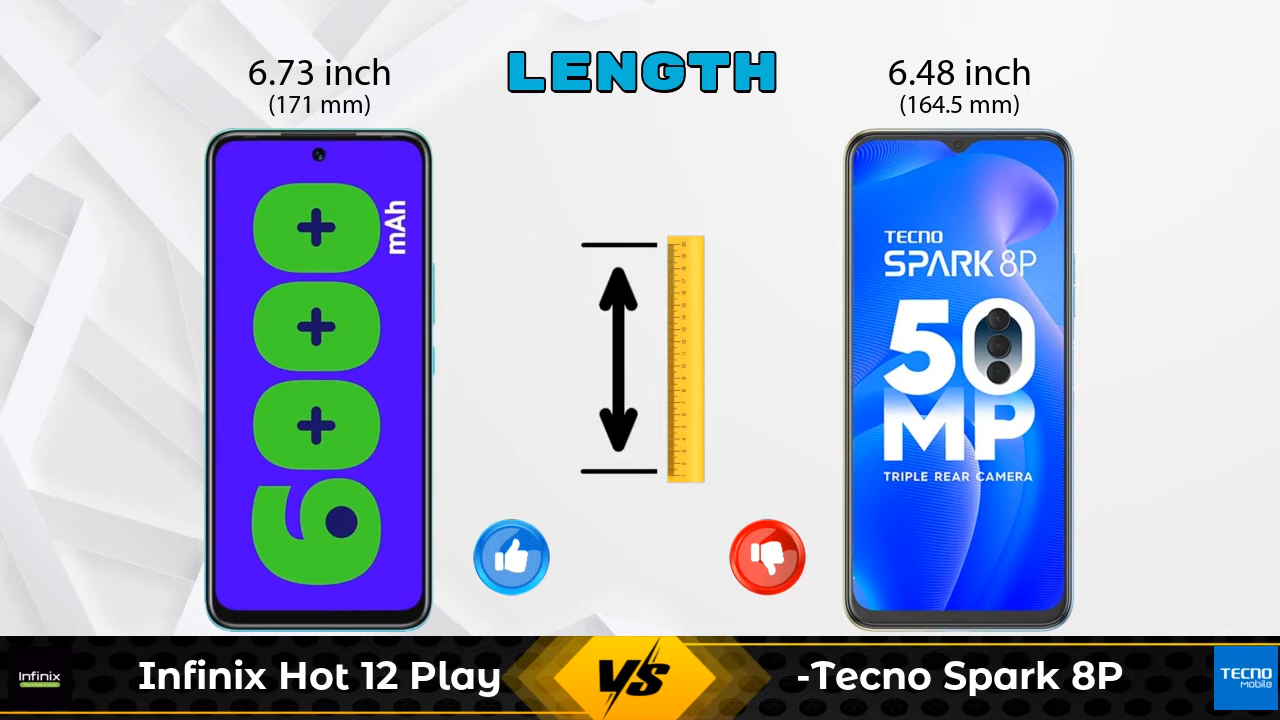 LENGTH
6.73 inch
(171 mm)
6.48 inch
(164.5 mm)
6000
mAh
TECNO
SPARK 8P
50
MP
TRIPLE REAR CAMERA
Infinix
Infinix Hot 12 Play
VS
-Tecno Spark 8P
TECNO
mobile